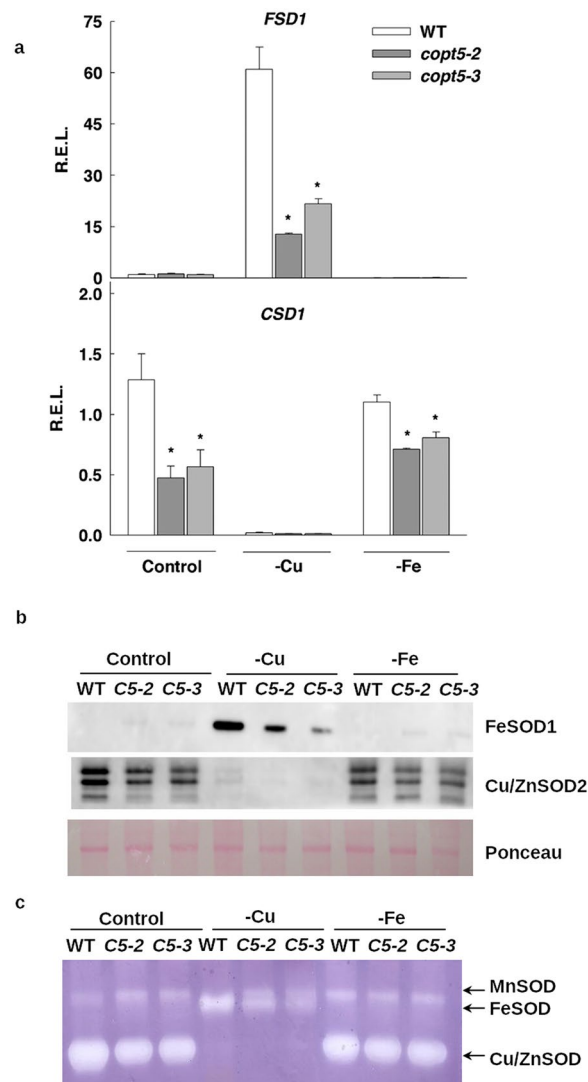 a
FSD1
75
60
45
30
15
0
R.E.L.
WT
copt5-2
copt5-3
* *
CSD1
2.0
1.5
1.0
0.5
0.0
R.E.L.
* * * *
Control -Cu -Fe
b
Control -Cu -Fe
WT C5-2 C5-3 WT C5-2 C5-3 WT C5-2 C5-3
FeSOD1
Cu/ZnSOD2
Ponceau
c
Control -Cu -Fe
WT C5-2 C5-3 WT C5-2 C5-3 WT C5-2 C5-3
MnSOD
FeSOD
Cu/ZnSOD